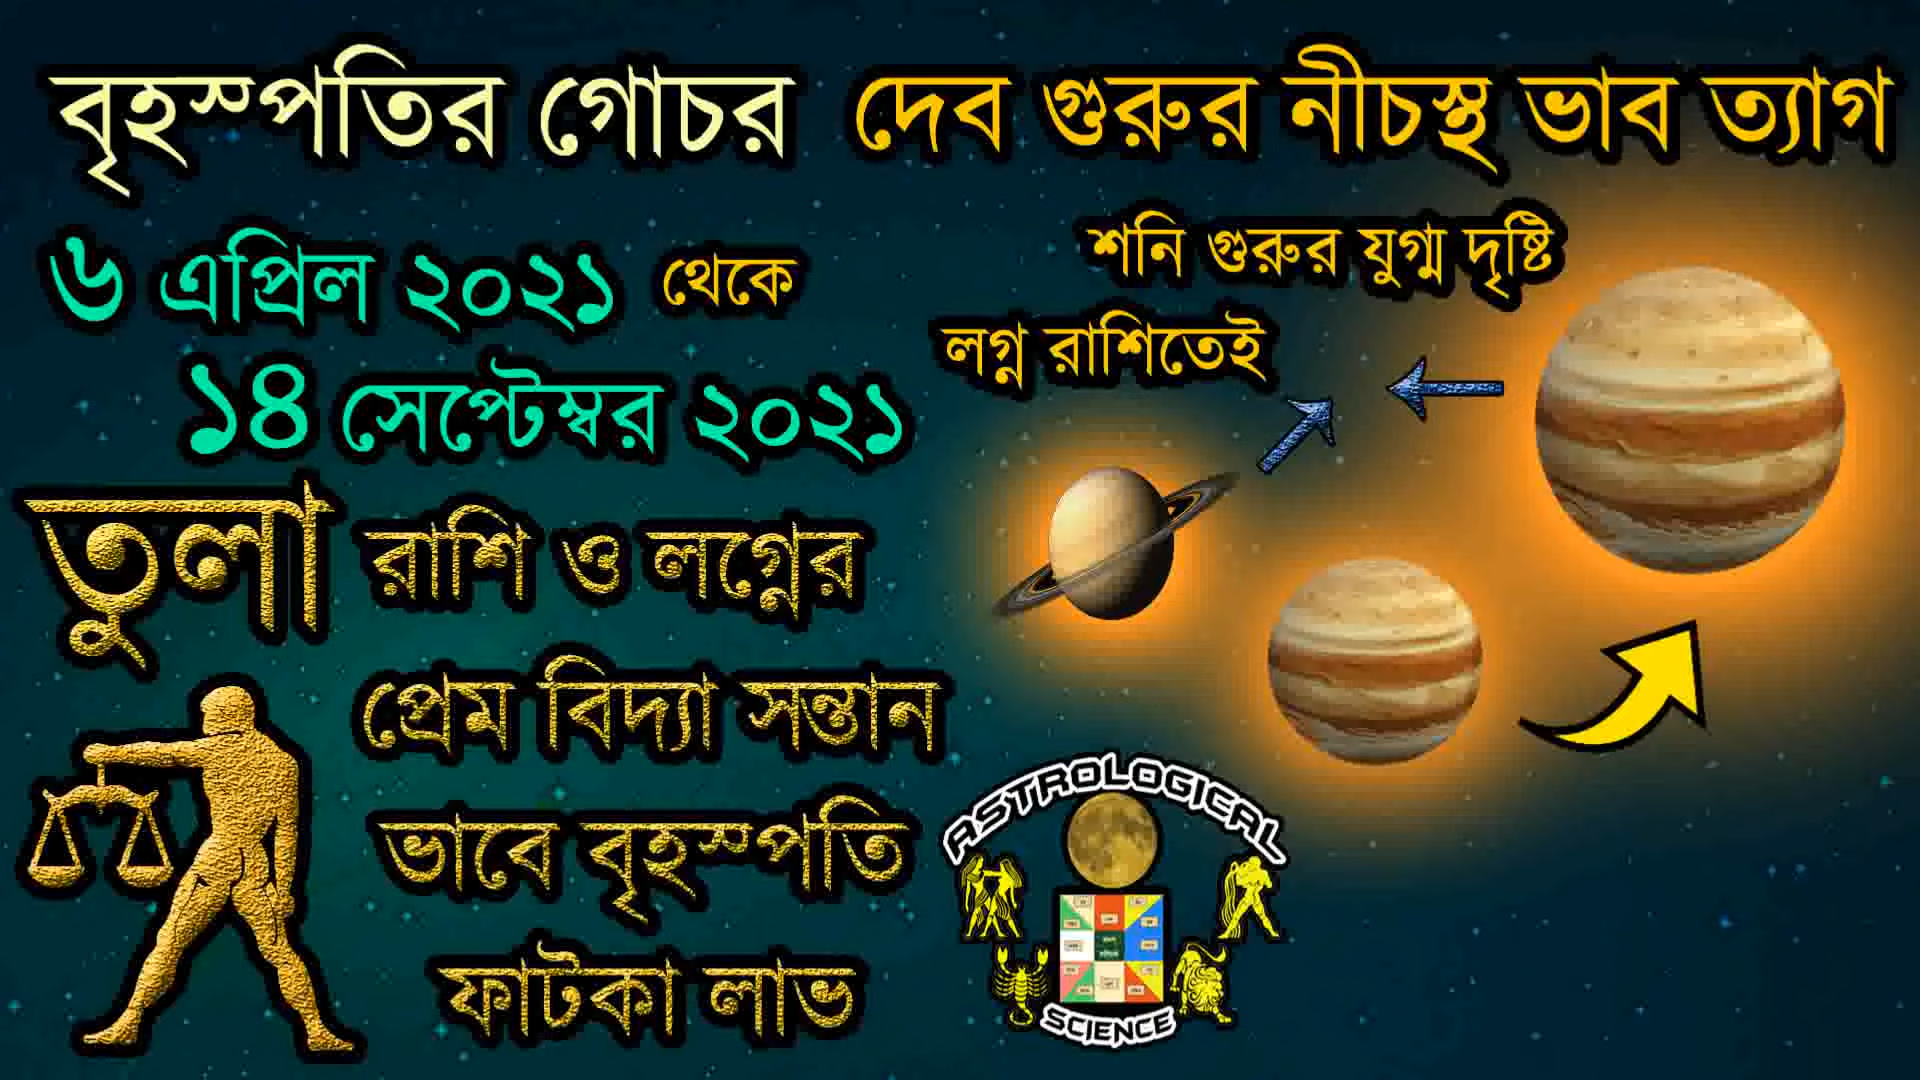 বৃহস্পতির গোচর
দেব গুরুর নীচস্থ ভাব ত্যাগ
৬ এপ্রিল ২০২১ থেকে
১৪ সেপ্টেম্বর ২০২১
শনি গুরুর যুগ্ম দৃষ্টি
লগ্ন রাশিতেই
তুলা রাশি ও লগ্নের
প্রেম বিদ্যা সন্তান
ভাবে বৃহস্পতি
ফাটকা লাভ
ASTROLOGICAL
SCIENCE